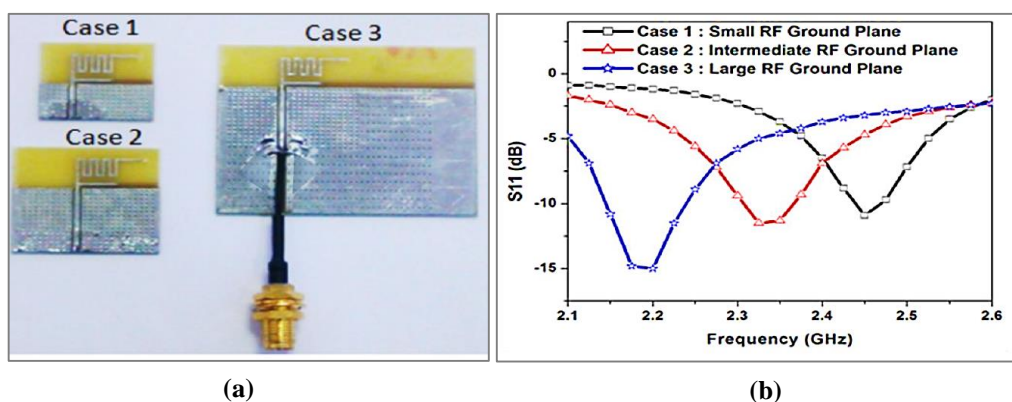 Case 1
Case 3
Case 2
Case 1 : Small RF Ground Plane
Case 2 : Intermediate RF Ground Plane
Case 3 : Large RF Ground Plane
0
-5
-10
-15
S11 (dB)
2.1 2.2 2.3 2.4 2.5 2.6
Frequency (GHz)
(a) (b)